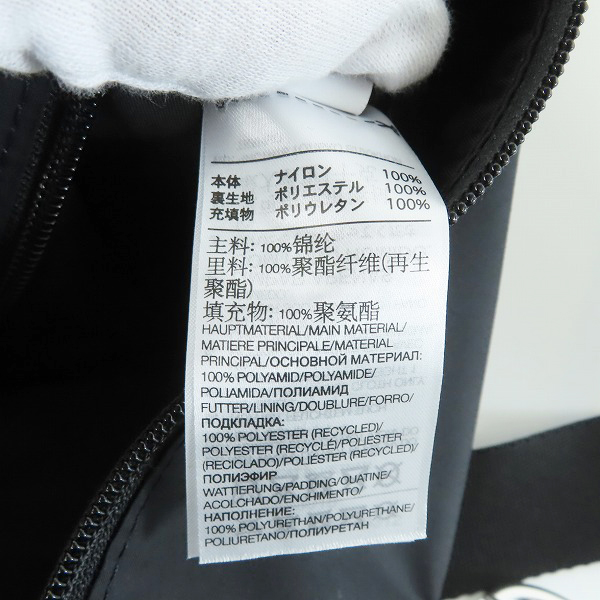 本体 ナイロン 100%
裏生地 ポリエステル 100%
充填物 ポリウレタン 100%
主料: 100%锦纶
里料: 100%聚酯纤维(再生
聚酯)
填充物: 100%聚氨酯
HAUPTMATERIAL/MAIN MATERIAL/
MATIERE PRINCIPALE/MATERIAL
PRINCIPAL/ОСНОВНОЙ МАТЕРИАЛ:
100% POLYAMID/POLYAMIDE/
POLIAMIDA/ПОЛИАМИД
FUTTER/LINING/DOUBLURE/FORRO/
ПОДКЛАДКА:
100% POLYESTER (RECYCLED)/
POLYESTER (RECYCLÉ)/POLIÉSTER
(RECICLADO)/POLIÉSTER (RECYCLED)/
ПОЛИЭФИР
WATTIERUNG/PADDING/OUATINE/
ACOLCHADO/ENCHIMENTO/
НАПОЛНЕНИЕ:
100% POLYURETHAN/POLYURETHANE/
POLIURETANO/ПОЛИУРЕТАН